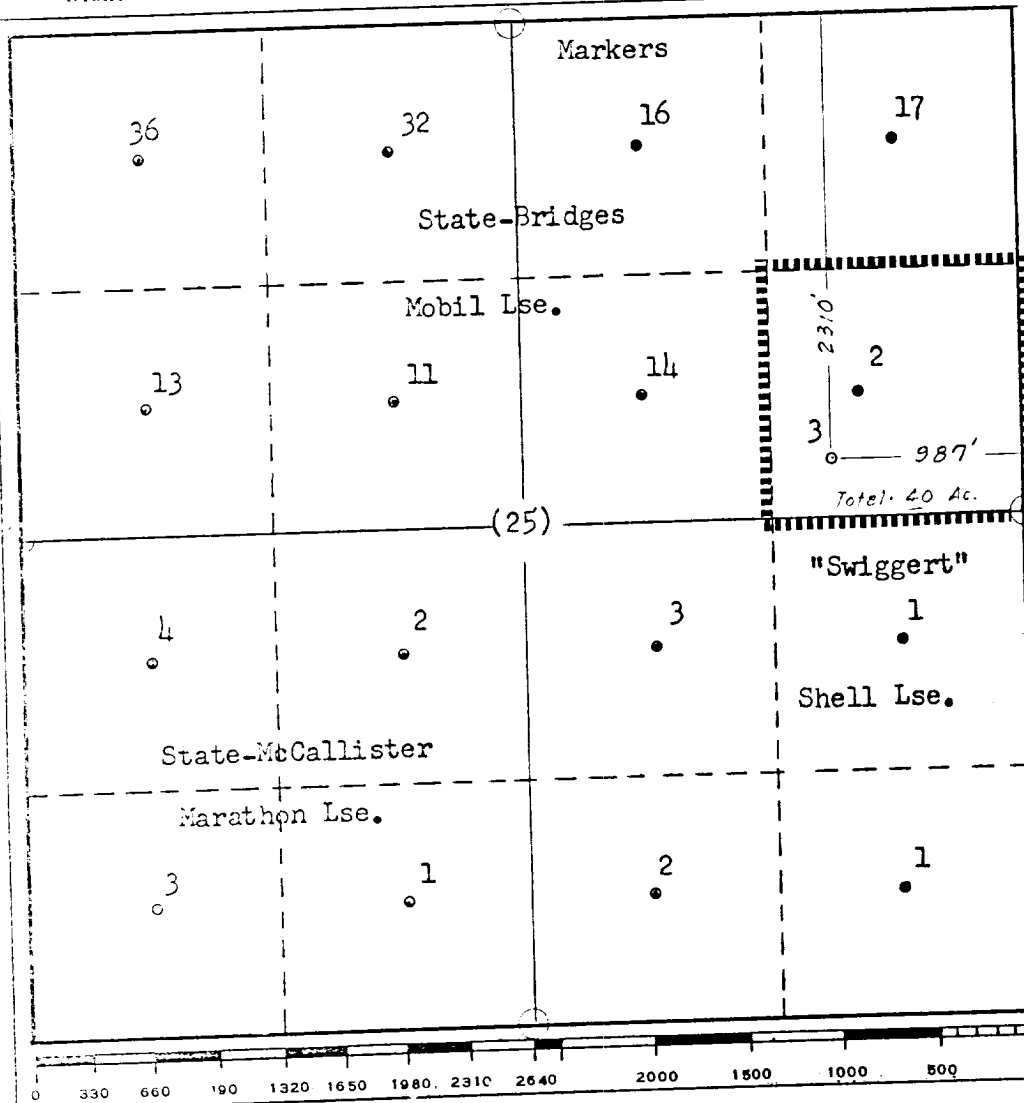 Markers
36 32 16 17
State-Bridges
Mobil Lse.
2310'
13 11 14 2
3 987'
Total. 40 Ac.
(25)
"Swiggert"
4 2 3 1
Shell Lse.
State-McCallister
Marathon Lse.
3 1 2 1
0 330 660 190 1320 1650 1980. 2310 2640 2000 1500 1000 500